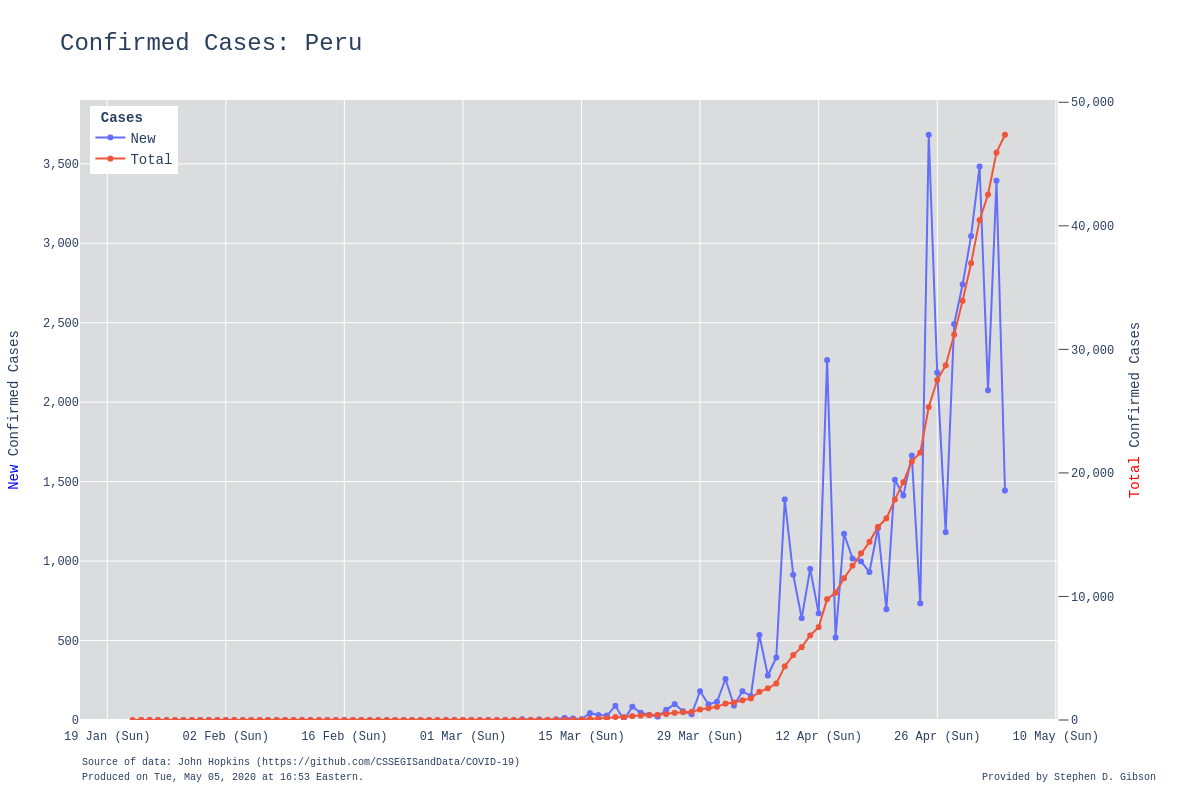 Confirmed Cases: Peru
Cases
New
Total
3,500
3,000
2,500
2,000
1,500
1,000
500
0
50,000
40,000
30,000
20,000
10,000
0
New Confirmed Cases
Total Confirmed Cases
19 Jan (Sun)
02 Feb (Sun)
16 Feb (Sun)
01 Mar (Sun)
15 Mar (Sun)
29 Mar (Sun)
12 Apr (Sun)
26 Apr (Sun)
10 May (Sun)
Source of data: John Hopkins (https://github.com/CSSEGISandData/COVID-19)
Produced on Tue, May 05, 2020 at 16:53 Eastern.
Provided by Stephen D. Gibson